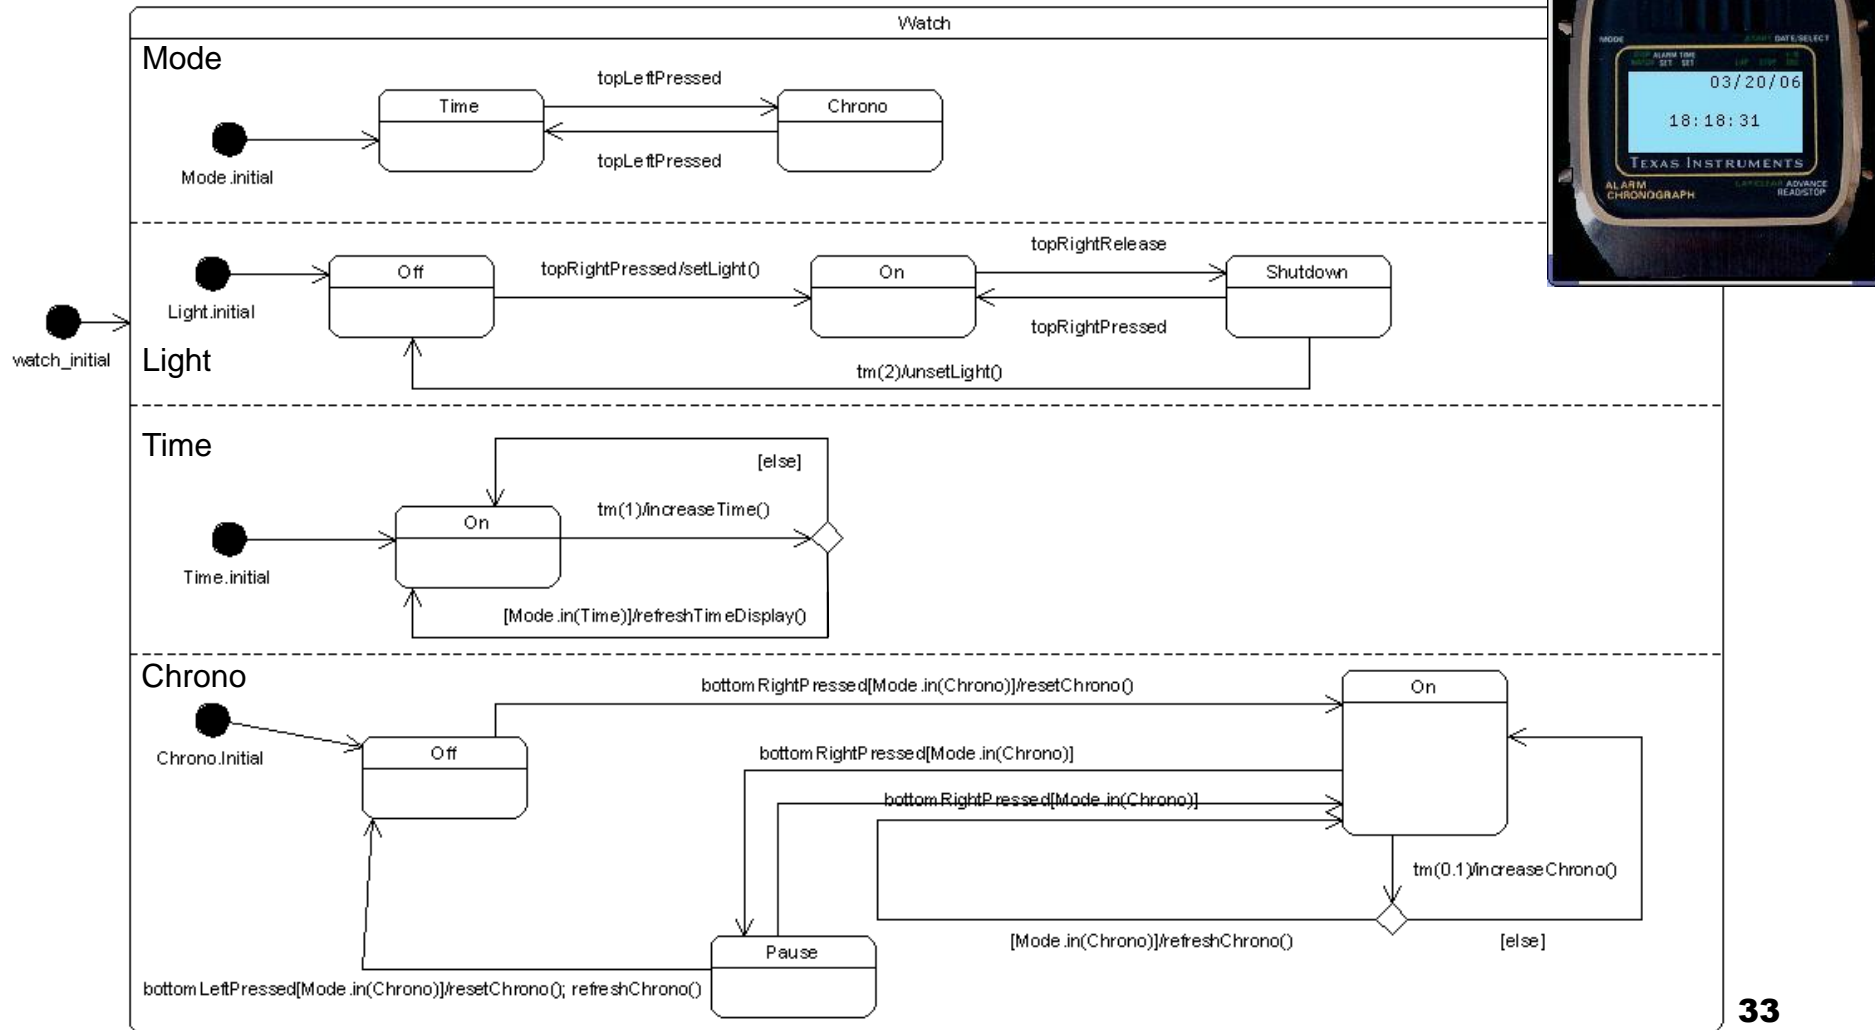 Watch
Mode
topLeftPressed
Time
Chrono
topLeftPressed
Mode.initial
MODE
DATE/SELECT
ALARM TIME
SET SET
03/20/06
18:18:31
TEXAS INSTRUMENTS
ALARM
CHRONOGRAPH
ADVANCE
READ/STOP
topRightRelease
Off
topRightPressed/setLight()
On
Shutdown
Light.initial
topRightPressed
watch_initial
Light
tm(2)/unsetLight()
Time
[else]
On
tm(1)/increaseTime()
Time.initial
[Mode.in(Time)]/refreshTimeDisplay()
Chrono
bottomRightPressed[Mode.in(Chrono)]/resetChrono()
On
Chrono.Initial
Off
bottomRightPressed[Mode.in(Chrono)]
bottomRightPressed[Mode.in(Chrono)]
tm(0.1)/increaseChrono()
[Mode.in(Chrono)]/refreshChrono()
[else]
Pause
bottomLeftPressed[Mode.in(Chrono)]/resetChrono(); refreshChrono()
33